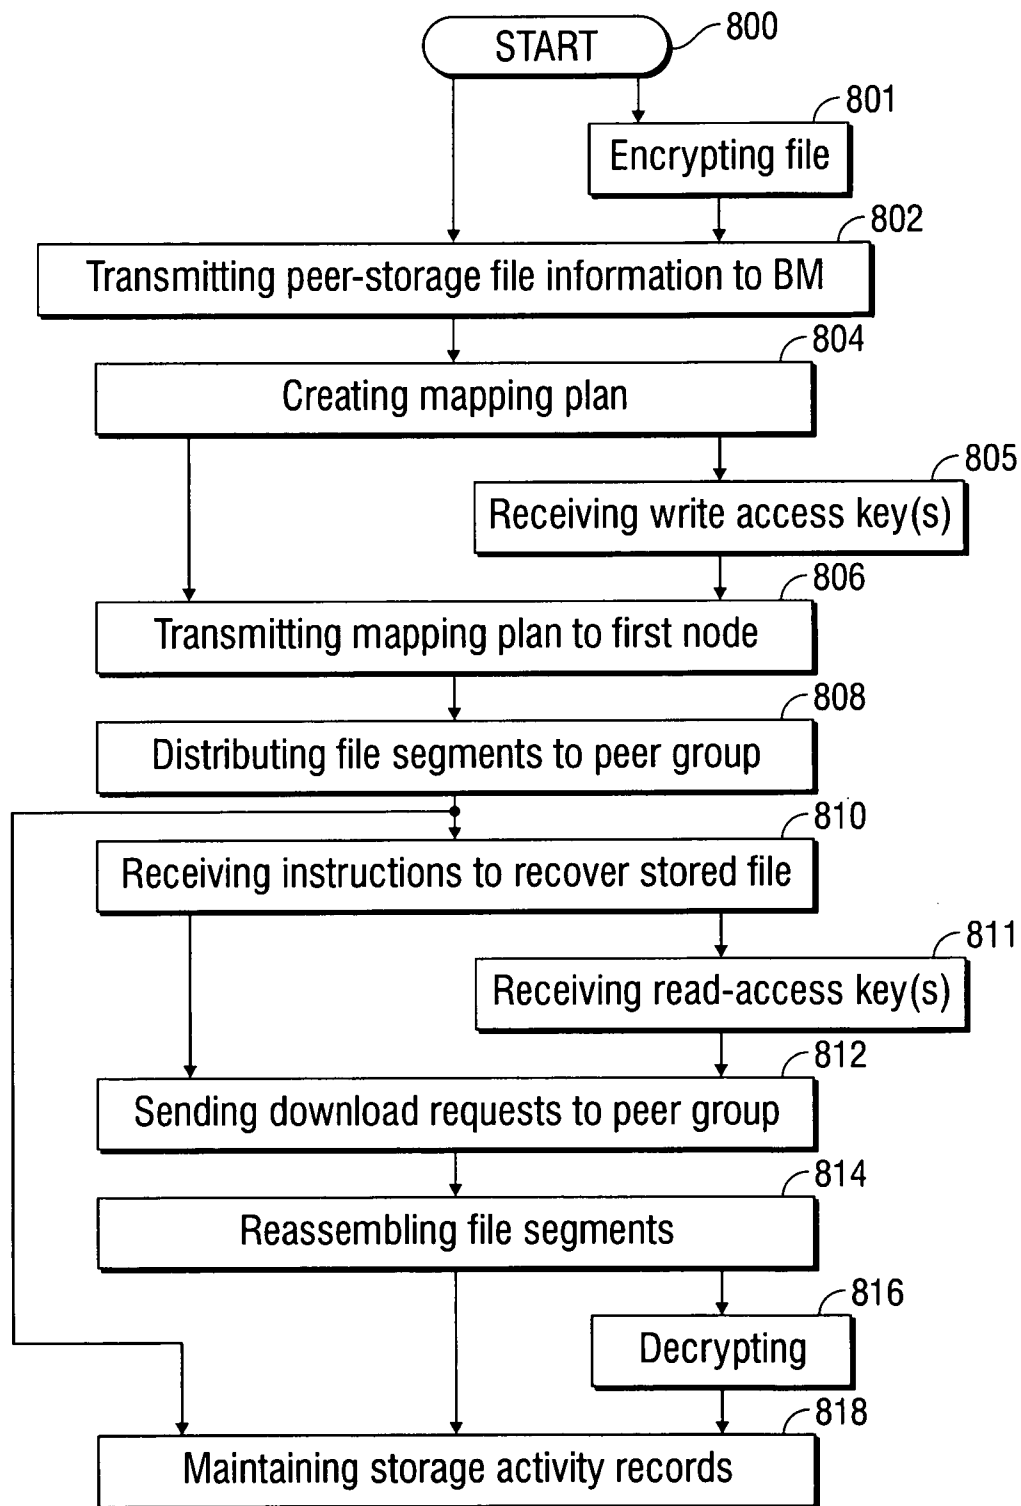 START
800
801
Encrypting file
802
Transmitting peer-storage file information to BM
804
Creating mapping plan
805
Receiving write access key(s)
806
Transmitting mapping plan to first node
808
Distributing file segments to peer group
810
Receiving instructions to recover stored file
811
Receiving read-access key(s)
812
Sending download requests to peer group
814
Reassembling file segments
816
Decrypting
818
Maintaining storage activity records